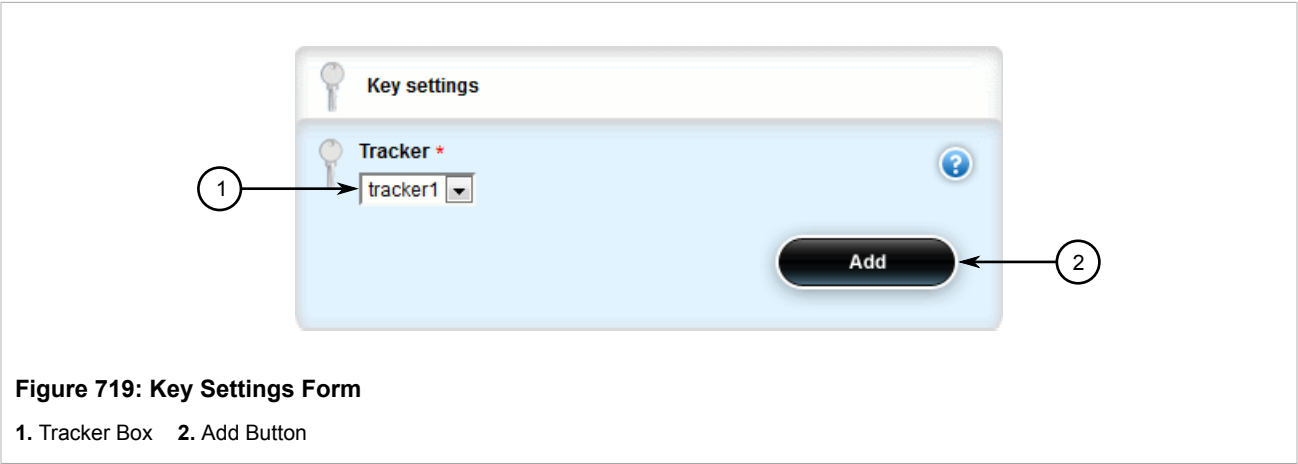 Key settings
Tracker *
?
1
tracker1
Add
2
Figure 719: Key Settings Form
1. Tracker Box 2. Add Button